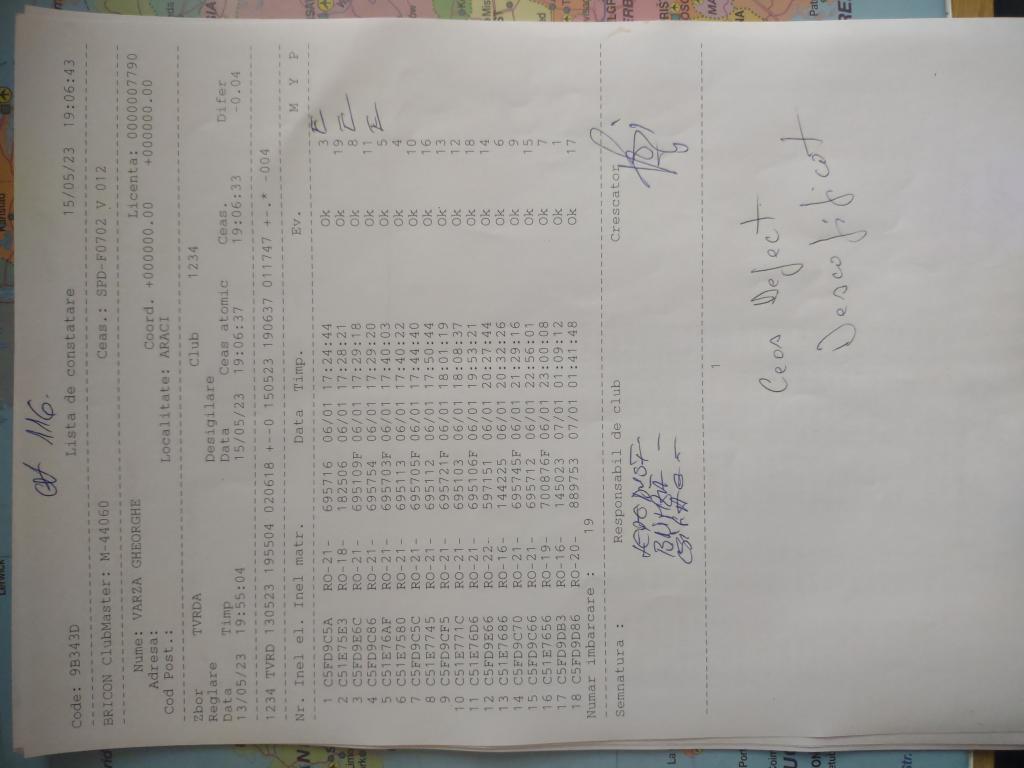 116.
Code: 9B343D Lista de constatare 15/05/23 19:06:43
BRICON ClubMaster: M-44060 Ceas.: SPD-F0702 V 012
Nume: VARZA GHEORGHE Licenta: 0000007790
Adresa: Coord. +000000.00 +000000.00
Cod Post.: Localitate: ARACI
Zbor TVRDA Club 1234
Reglare Desigilare
Data Timp Data Ceas atomic Ceas. Difer
13/05/23 19:55:04 15/05/23 19:06:37 19:06:33 -0.04
1234 TVRD 130523 195504 020618 +--0 150523 190637 011747 +-.* -004
Nr. Inel el. Inel matr. Data Timp. Ev. M Y P
1 C5FD9C5A RO-21- 695716 06/01 17:24:44 Ok 3 E
2 C51E75E3 RO-18- 182506 06/01 17:28:21 Ok 19
3 C5FD9E6C RO-21- 695109F 06/01 17:29:18 Ok 8 E
4 C5FD9C86 RO-21- 695754 06/01 17:29:20 Ok 11
5 C51E76AF RO-21- 695703F 06/01 17:40:03 Ok 5 E
6 C51E7580 RO-21- 695113 06/01 17:40:22 Ok 4
7 C5FD9C5C RO-21- 695705F 06/01 17:44:40 Ok 10
8 C51E774F RO-21- 695112 06/01 17:50:44 Ok 16
9 C5FD9CF5 RO-21- 695721F 06/01 18:01:19 Ok 13
10 C51E771C RO-21- 695103 06/01 18:08:37 Ok 12
11 C51E76D6 RO-21- 695106F 06/01 19:53:21 Ok 18
12 C5FD9E66 RO-22- 597151 06/01 20:27:44 Ok 14
13 C51E7686 RO-16- 144225 06/01 20:32:26 Ok 6
14 C5FD9C70 RO-21- 695745F 06/01 21:29:16 Ok 9
15 C5FD9C66 RO-21- 695712 06/01 22:56:01 Ok 15
16 C51E7656 RO-19- 700876F 06/01 23:00:08 Ok 7
17 C5FD9DB3 RO-16- 145023 07/01 01:09:12 Ok 1
18 C5FD9D86 RO-20- 889753 07/01 01:41:48 Ok 17
Numar imbarcare : 19
Semnatura : Responsabil de club Crescator
1
Ceas Defect
Descalificat